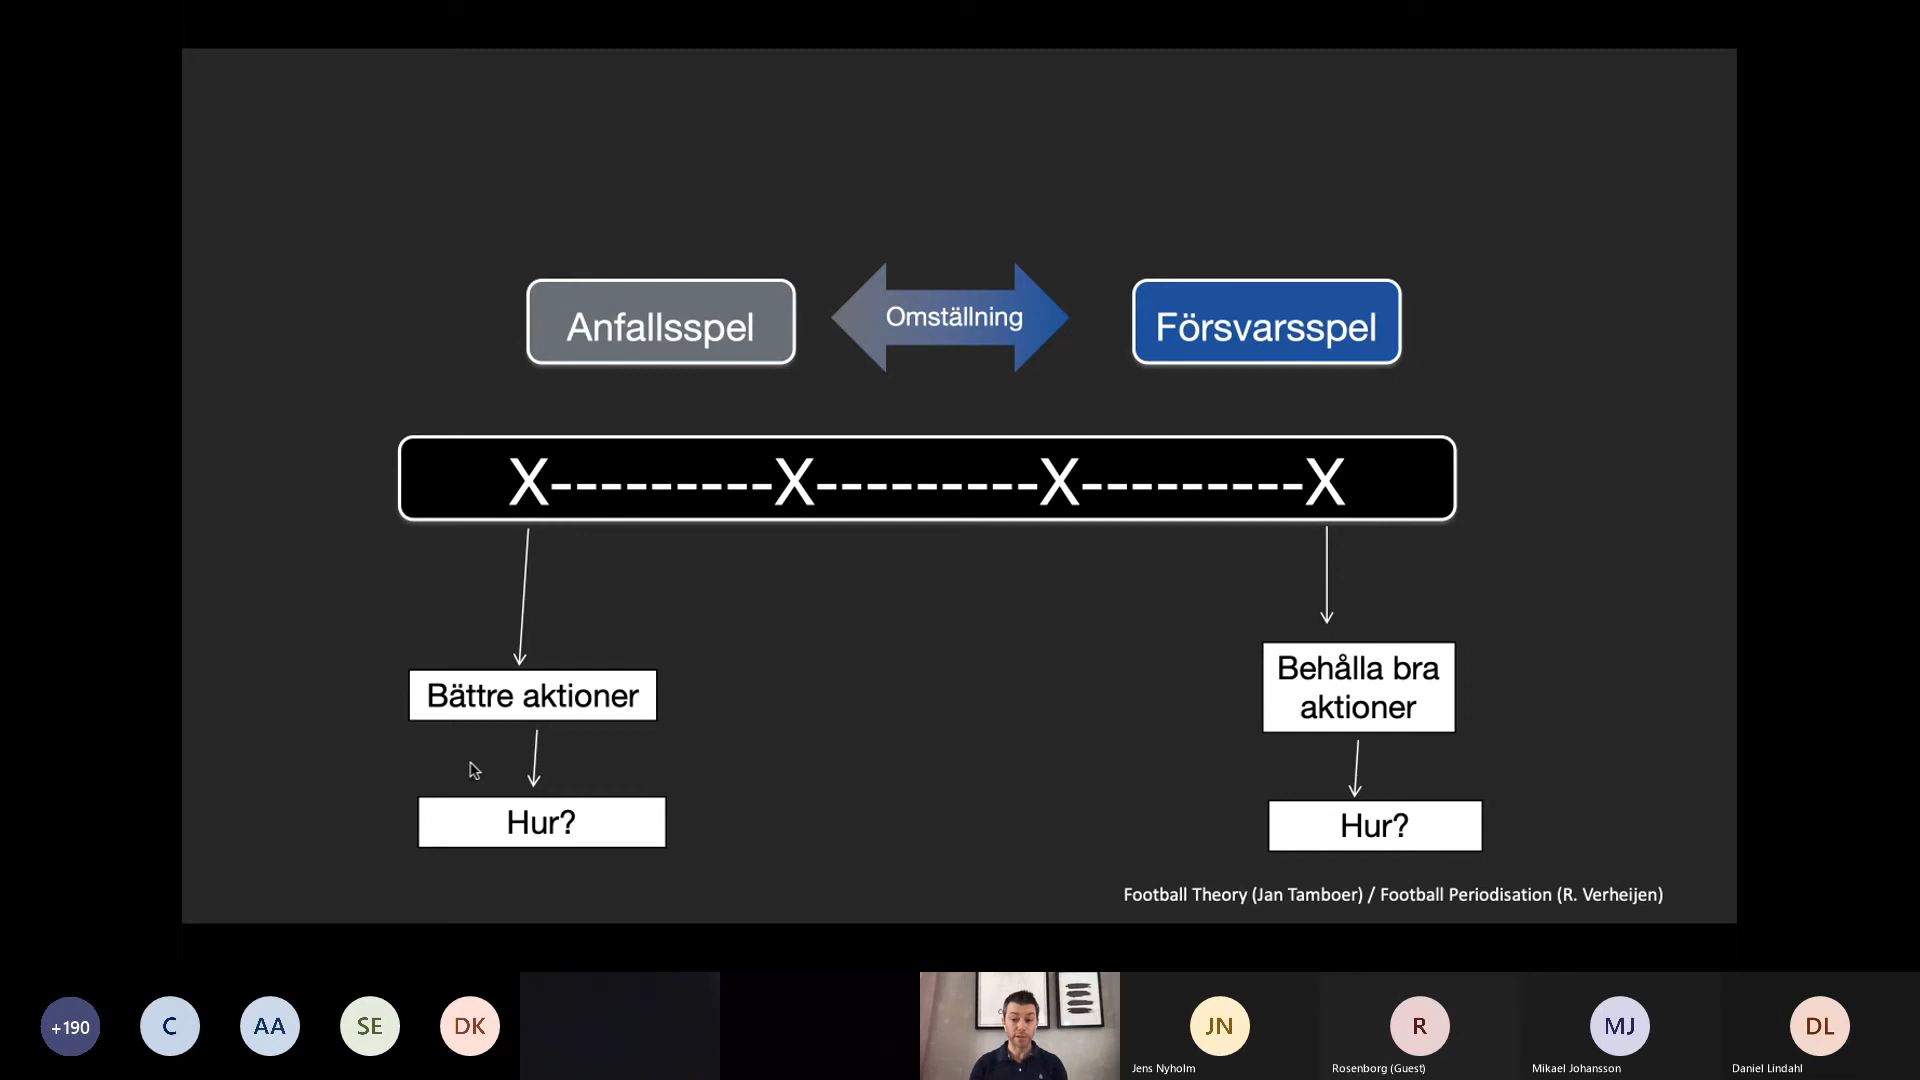 Anfallsspel
Omställning
Försvarsspel
X---------X---------X---------X
Bättre aktioner
Behålla bra
aktioner
Hur?
Hur?
Football Theory (Jan Tamboer) / Football Periodisation (R. Verheijen)
+190
C
AA
SE
DK
JN
R
MJ
DL
Jens Nyholm
Rosenborg (Guest)
Mikael Johansson
Daniel Lindahl